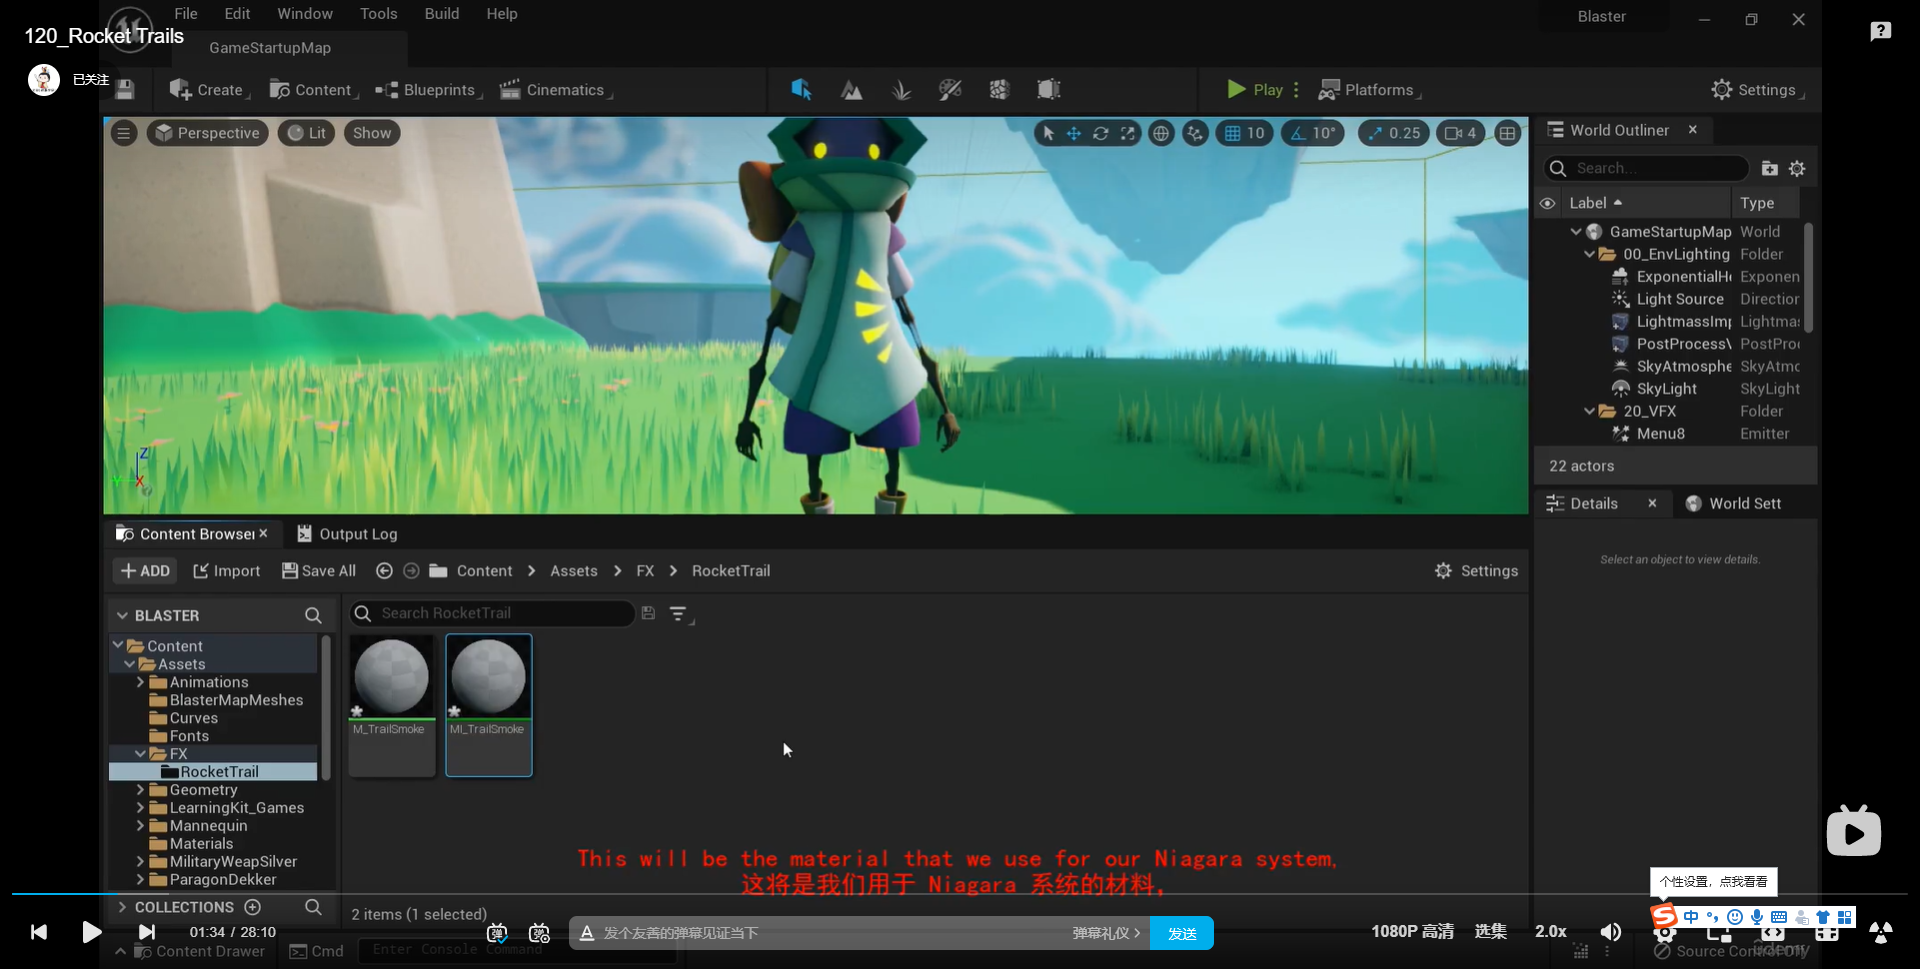 File Edit Window Tools Build Help
Blaster
120_Rocket Trails
GameStartupMap
已关注
Create
Content
Blueprints
Cinematics
Play
Platforms
Settings
Perspective
Lit
Show
10
10°
0.25
4
World Outliner
Search...
Label
Type
GameStartupMap World
00_EnvLighting Folder
ExponentialHe Exponen
Light Source Direction
LightmassImp Lightmas
PostProcessV PostProc
SkyAtmosphe SkyAtmo
SkyLight SkyLight
20_VFX Folder
Menu8 Emitter
22 actors
Details
World Sett
Select an object to view details.
Content Browser
Output Log
ADD
Import
Save All
Content > Assets > FX > RocketTrail
Settings
BLASTER
Search RocketTrail
Content
Assets
Animations
BlasterMapMeshes
Curves
Fonts
FX
RocketTrail
Geometry
LearningKit_Games
Mannequin
Materials
MilitaryWeapSilver
ParagonDekker
M_TrailSmoke
MI_TrailSmoke
This will be the material that we use for our Niagara system,
这将是我们用于 Niagara 系统的材料,
个性设置，点我看看
COLLECTIONS
2 items (1 selected)
中
01:34 / 28:10
发个友善的弹幕见证当下
弹幕礼仪 >
发送
1080P 高清
选集
2.0x
Content Drawer
Cmd
Enter Console Command
Source Control Off
udemy